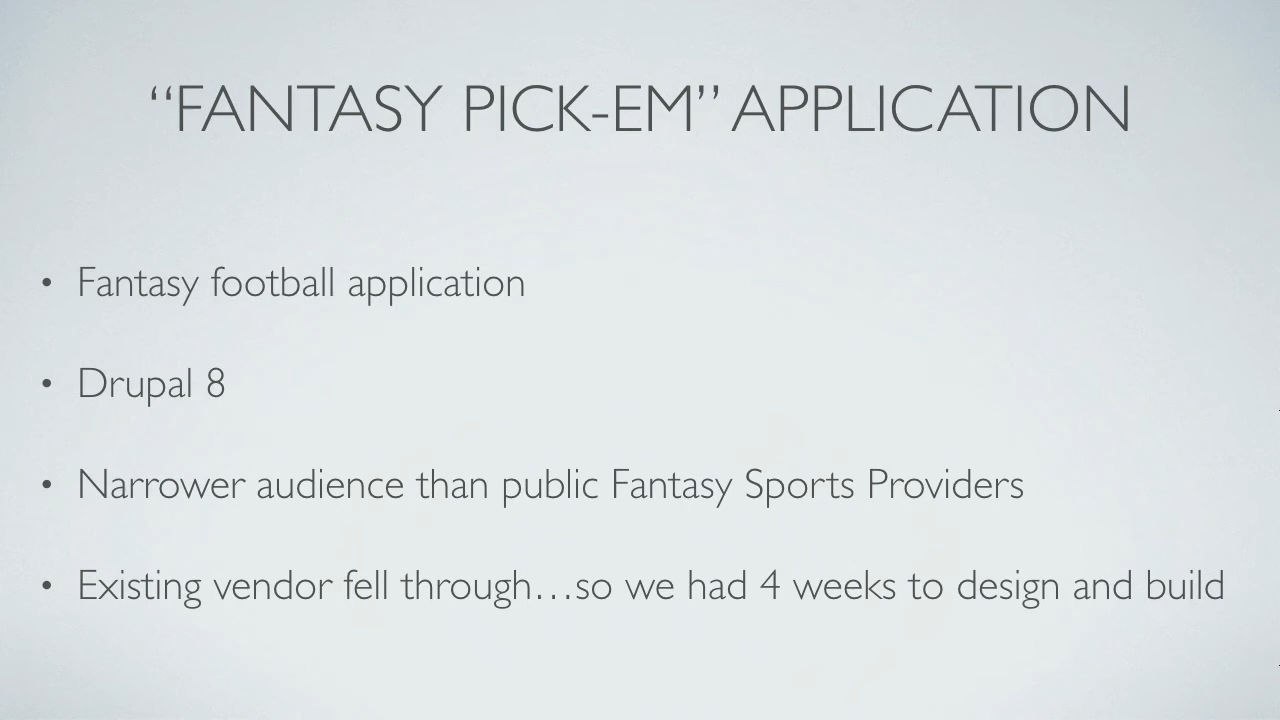 “FANTASY PICK-EM” APPLICATION
• Fantasy football application
• Drupal 8
• Narrower audience than public Fantasy Sports Providers
• Existing vendor fell through…so we had 4 weeks to design and build